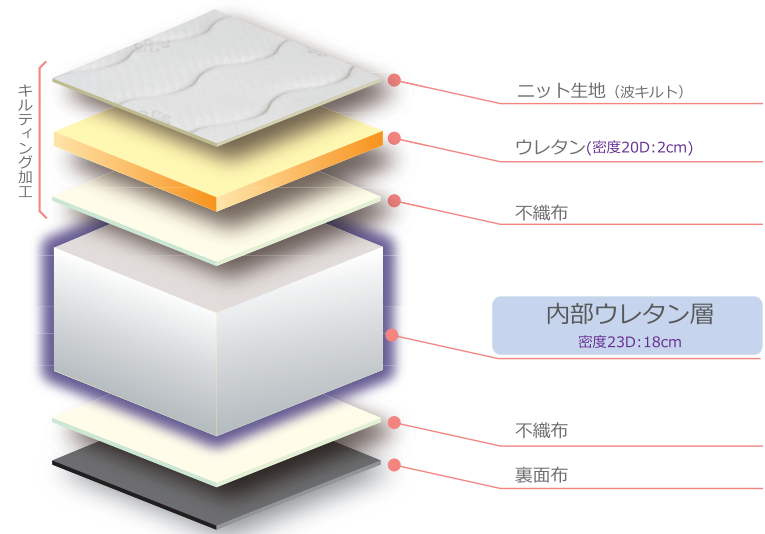 キルティング加工
ニット生地（波キルト）
ウレタン(密度20D:2cm)
不織布
内部ウレタン層
密度23D:18cm
不織布
裏面布